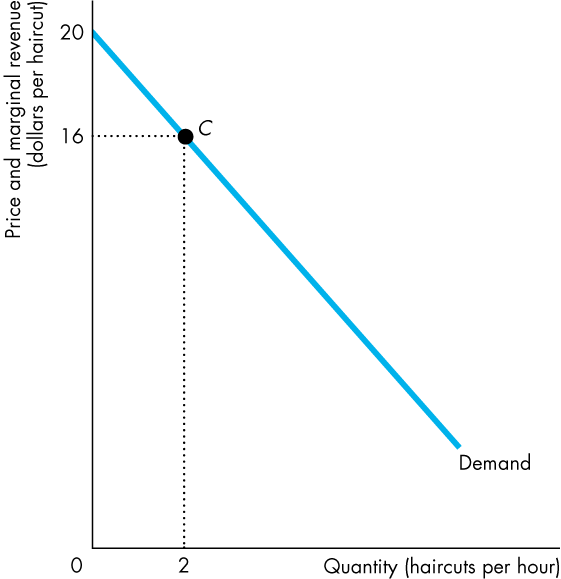 Price and marginal revenue
(dollars per haircut)
20
16
C
Demand
0
2
Quantity (haircuts per hour)